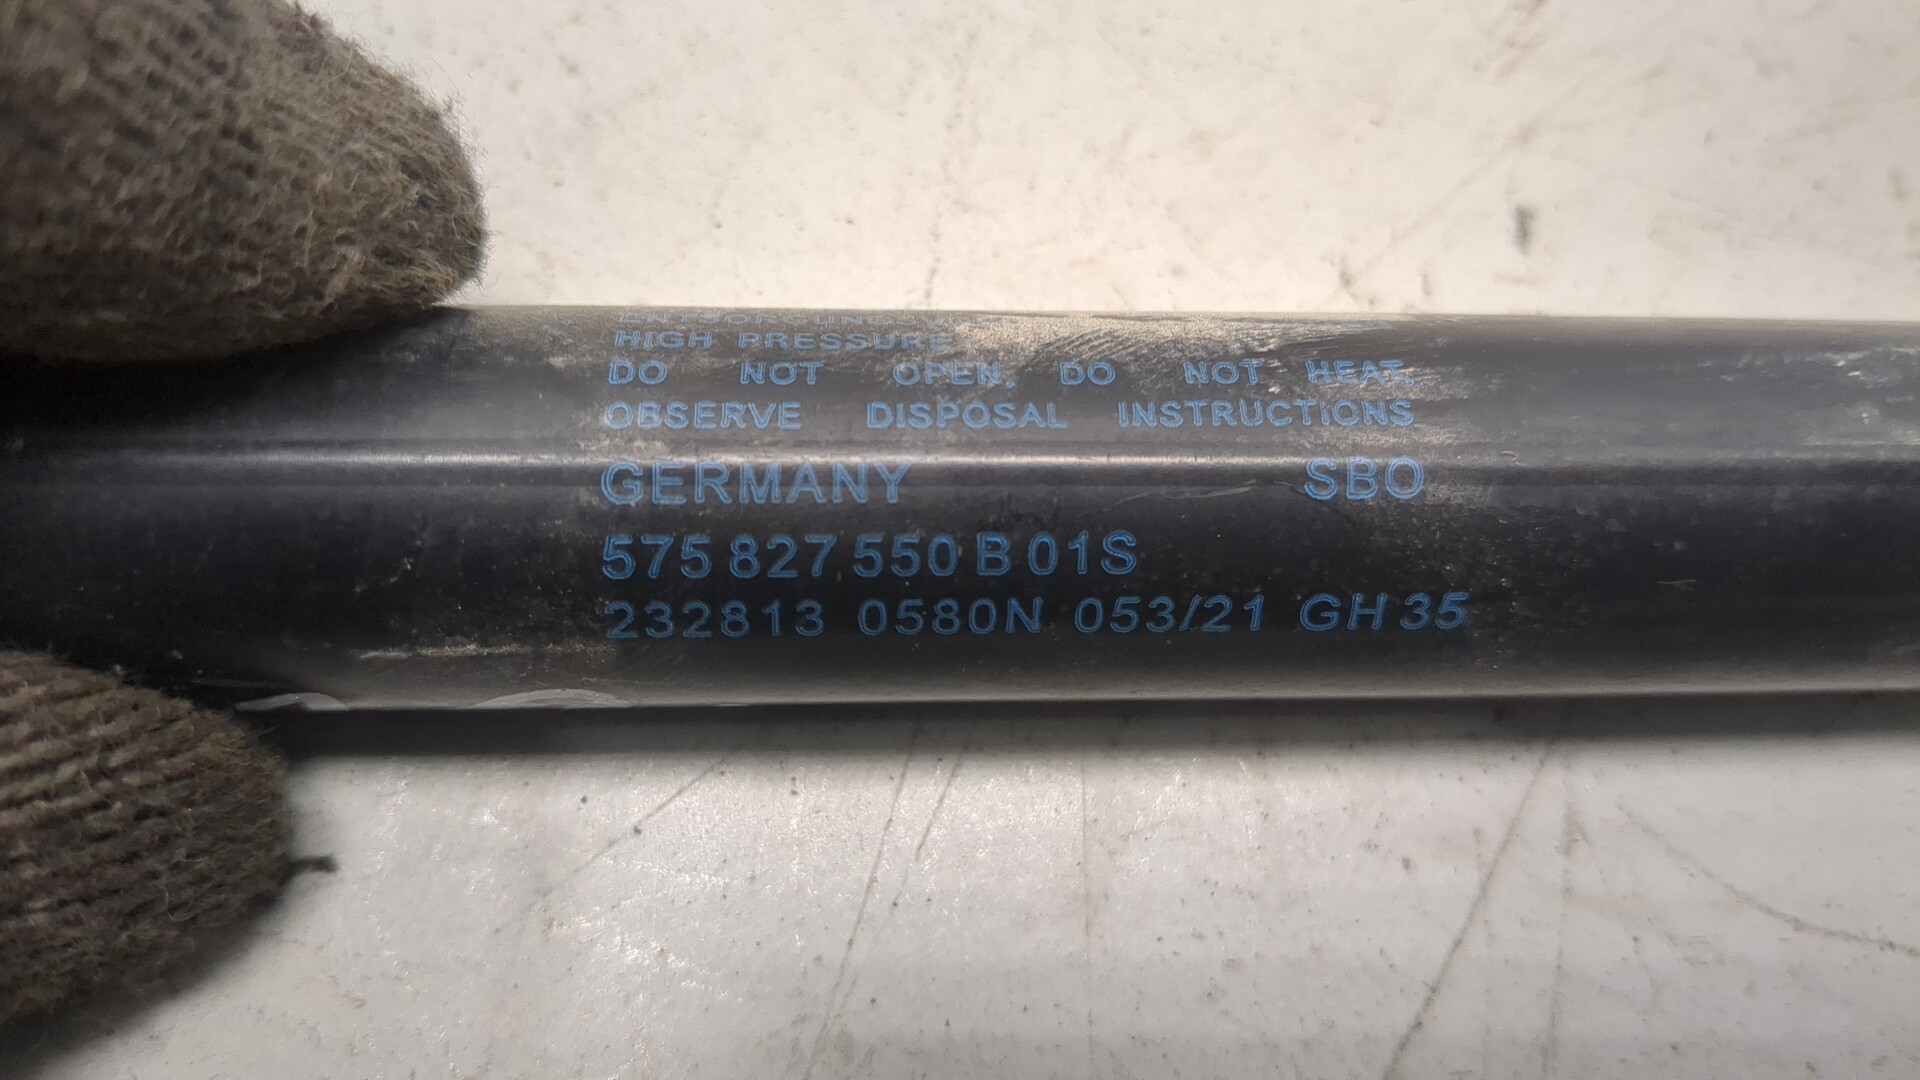 HIGH PRESSURE
DO NOT OPEN, DO NOT HEAT,
OBSERVE DISPOSAL INSTRUCTIONS
GERMANY SBO
575 827 550 B 01S
232813 0580N 053/21 GH35